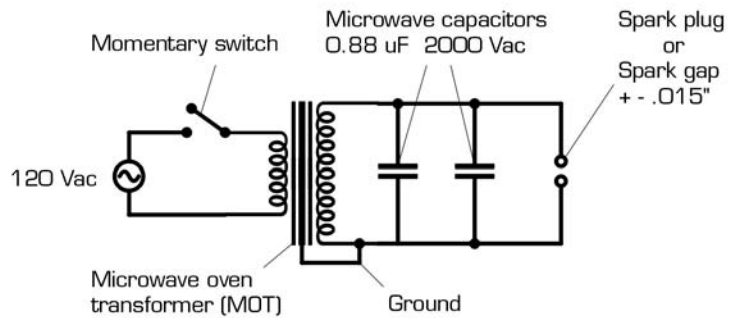 Microwave capacitors
0.88 uF 2000 Vac
Spark plug
or
Spark gap
+ - .015"
Momentary switch
120 Vac
Microwave oven
transformer (MOT)
Ground